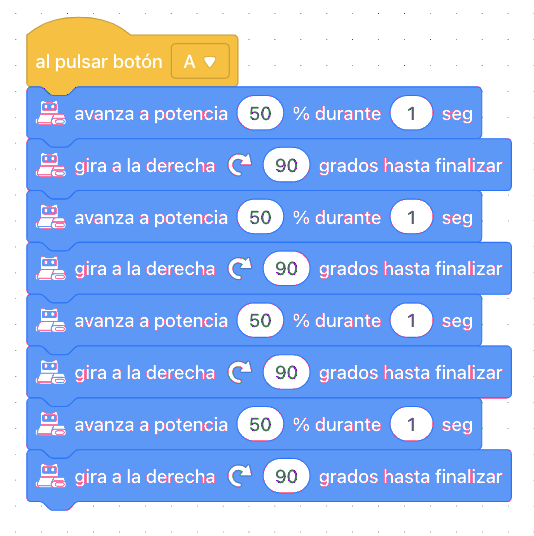 al pulsar botón A
avanza a potencia 50 % durante 1 seg
gira a la derecha 90 grados hasta finalizar
avanza a potencia 50 % durante 1 seg
gira a la derecha 90 grados hasta finalizar
avanza a potencia 50 % durante 1 seg
gira a la derecha 90 grados hasta finalizar
avanza a potencia 50 % durante 1 seg
gira a la derecha 90 grados hasta finalizar